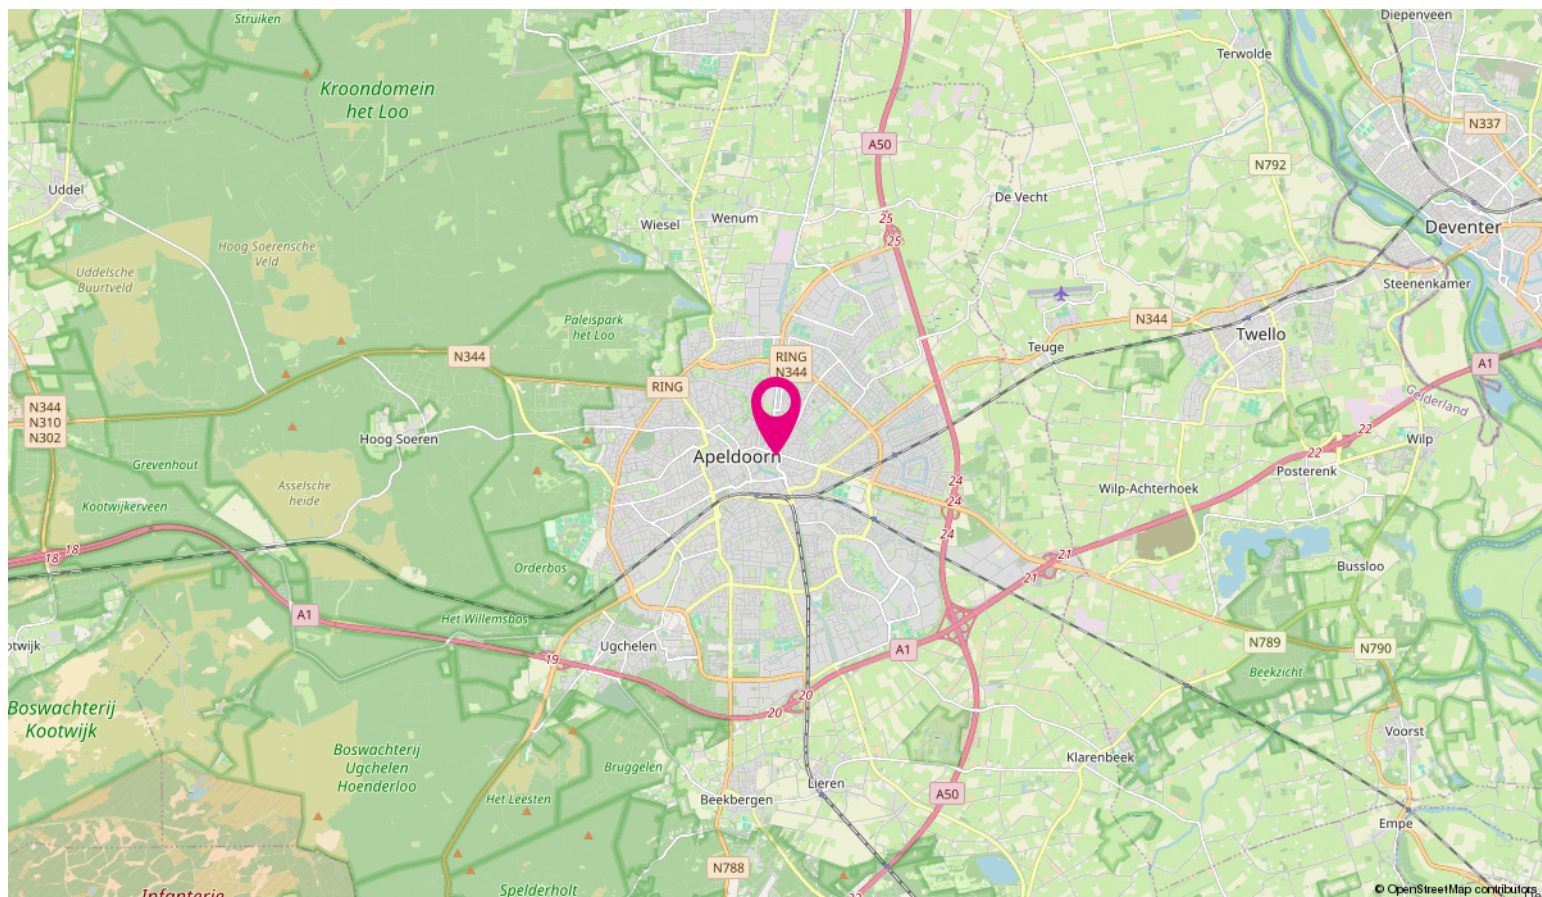 Struiken
Diepenveen
Terwolde
Kroondomein
het Loo
N337
A50
N792
Uddel
De Vecht
Wiesel
Wenum
25
25
Deventer
Hoog Soerensche
Veld
Uddelsche
Buurtveld
Steenenkamer
Paleispark
het Loo
N344
Twello
Teuge
N344
RING
N344
A1
RING
Gelderland
N344
N310
N302
22
22
Hoog Soeren
Wilp
Apeldoorn
Grevenhout
Posterenk
24
24
24
Wilp-Achterhoek
Asselsche
heide
Kootwijkerveen
18
18
21
21
Orderbos
Bussloo
A1
Het Willemsbos
otwijk
Ugchelen
19
A1
N789
N790
Beekzicht
20
20
Boswachterij
Kootwijk
Boswachterij
Ugchelen
Hoenderloo
Voorst
Klarenbeek
Bruggelen
Lieren
A50
Het Leesten
Beekbergen
Empe
N788
Infanterie
Spelderholt
© OpenStreetMap contributors